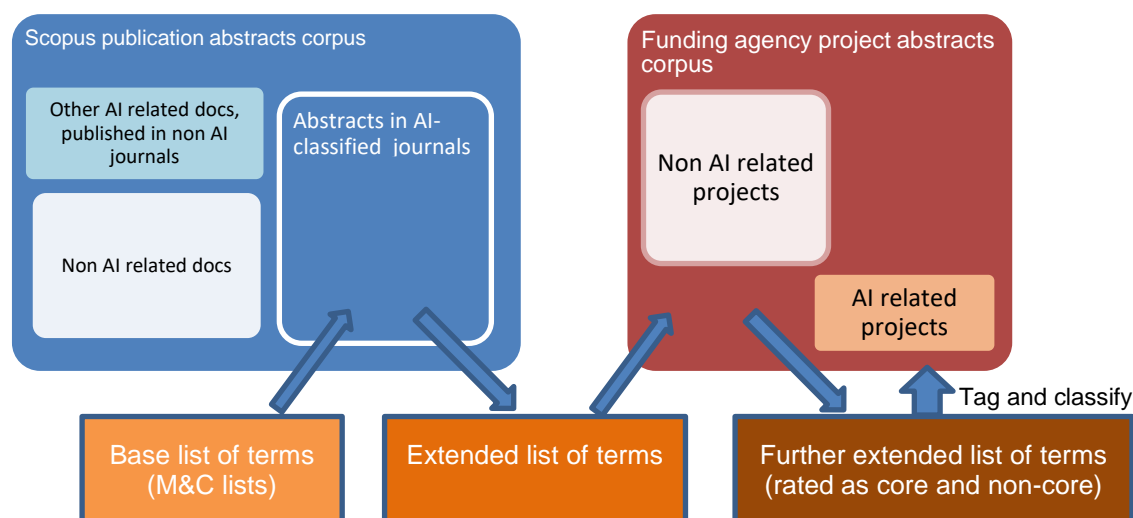 Scopus publication abstracts corpus
Other AI related docs,
published in non AI
journals
Abstracts in AI-
classified journals
Non AI related docs
Funding agency project abstracts
corpus
Non AI related
projects
AI related
projects
Tag and classify
Base list of terms
(M&C lists)
Extended list of terms
Further extended list of terms
(rated as core and non-core)